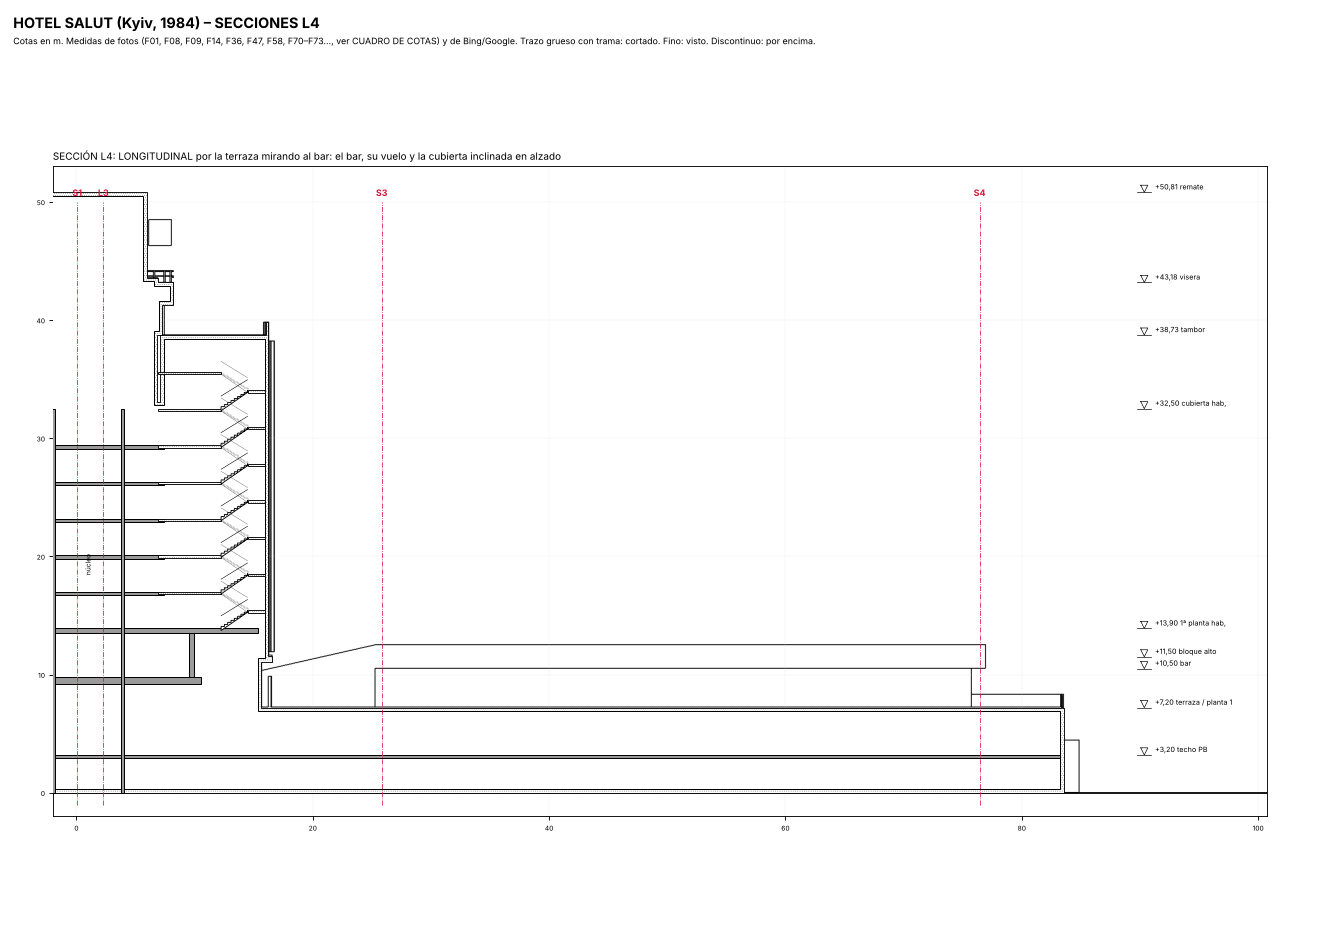 HOTEL SALUT (Kyiv, 1984) – SECCIONES L4
Cotas en m. Medidas de fotos (F01, F08, F09, F14, F36, F47, F58, F70–F73..., ver CUADRO DE COTAS) y de Bing/Google. Trazo grueso con trama: cortado. Fino: visto. Discontinuo: por encima.
SECCIÓN L4: LONGITUDINAL por la terraza mirando al bar: el bar, su vuelo y la cubierta inclinada en alzado
S1 L3 S3 S4
+50,81 remate
50
+43,18 visera
+38,73 tambor
40
+32,50 cubierta hab,
30
20
núcleo
+13,90 1ª planta hab,
+11,50 bloque alto
+10,50 bar
10
+7,20 terraza / planta 1
+3,20 techo PB
0
0 20 40 60 80 100